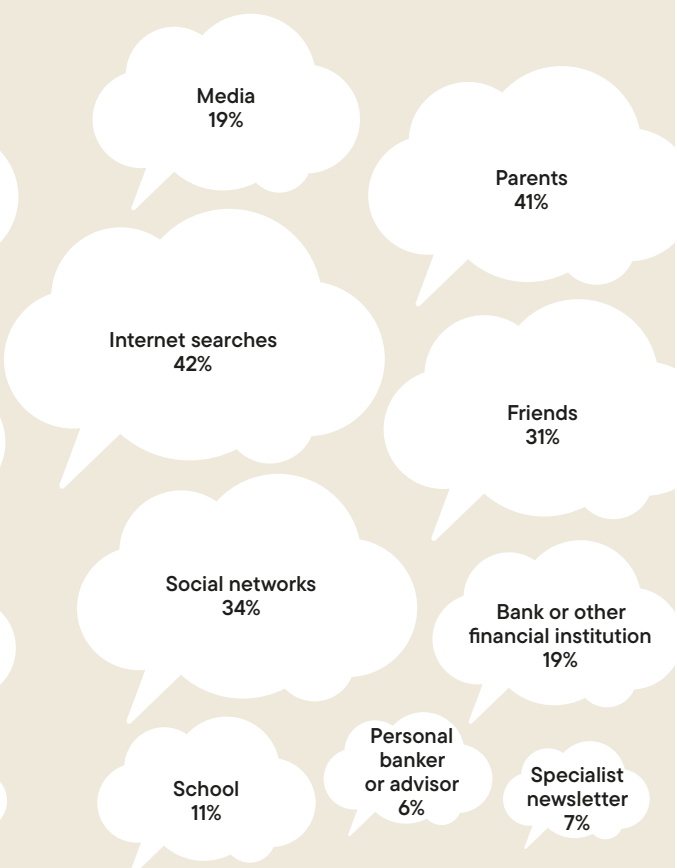 Media
19%
Parents
41%
Internet searches
42%
Friends
31%
Social networks
34%
Bank or other
financial institution
19%
School
11%
Personal
banker
or advisor
6%
Specialist
newsletter
7%